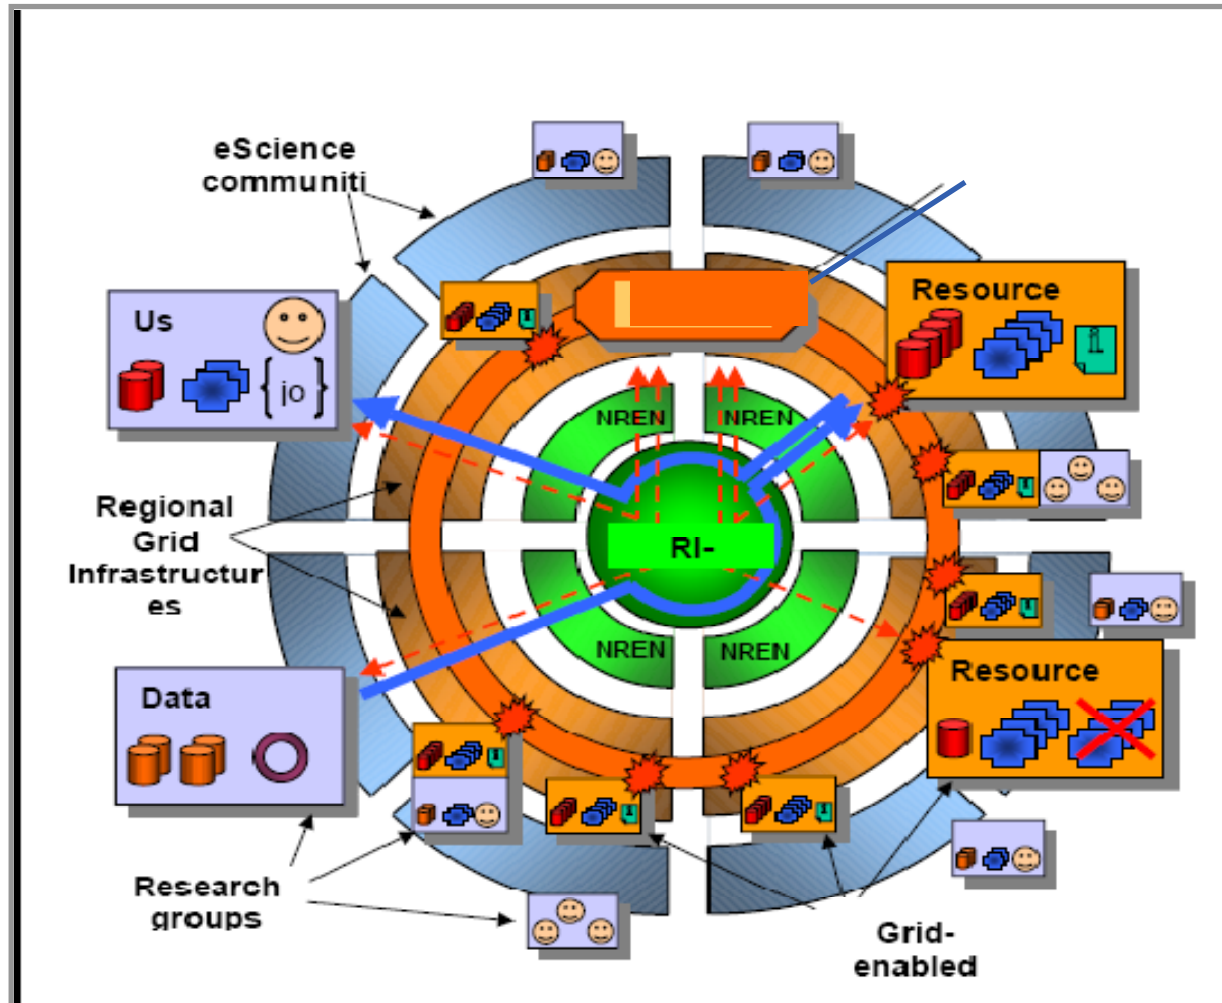 eScience
communiti
Resource
Us
{jo}
NREN
NREN
Regional
Grid
Infrastructur
es
RI-
NREN
NREN
Resource
Data
Research
groups
Grid-
enabled